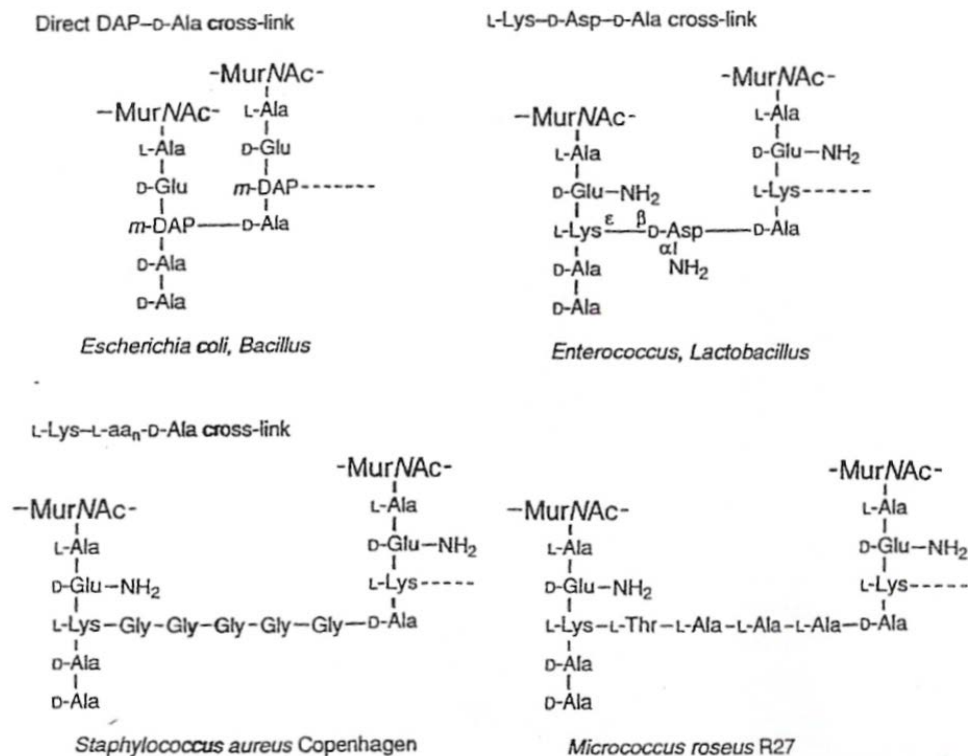 Direct DAP–D-Ala cross-link
-MurNAc-
–MurNAc-
L-Ala
L-Ala
D-Glu
D-Glu
m-DAP-------
m-DAP——D-Ala
D-Ala
D-Ala
Escherichia coli, Bacillus
L-Lys–D-Asp–D-Ala cross-link
-MurNAc-
–MurNAc-
L-Ala
L-Ala
D-Glu–NH₂
D-Glu–NH₂
L-Lys------
L-Lys ε β D-Asp——D-Ala
α
D-Ala NH₂
D-Ala
Enterococcus, Lactobacillus
L-Lys–L-aaₙ-D-Ala cross-link
-MurNAc-
–MurNAc-
L-Ala
L-Ala
D-Glu–NH₂
D-Glu–NH₂
L-Lys-----
L-Lys–Gly–Gly–Gly–Gly–Gly–D-Ala
D-Ala
D-Ala
Staphylococcus aureus Copenhagen
-MurNAc-
–MurNAc-
L-Ala
L-Ala
D-Glu–NH₂
D-Glu–NH₂
L-Lys------
L-Lys–L-Thr–L-Ala–L-Ala–L-Ala–D-Ala
D-Ala
D-Ala
Micrococcus roseus R27